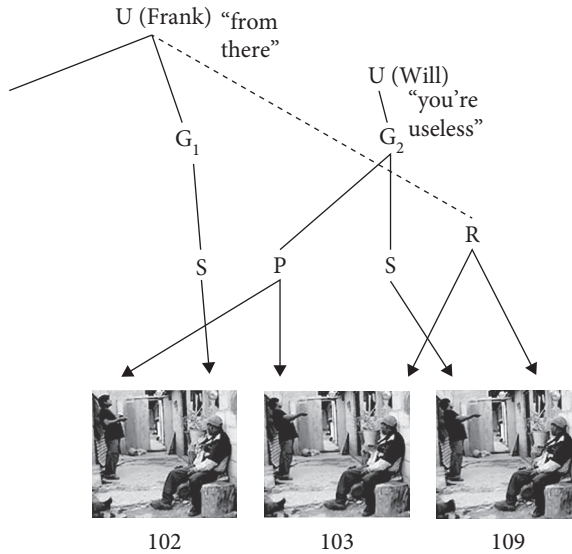 U (Frank) “from
there”
U (Will)
“you're
useless”
G1
G2
R
S
P
S
102
103
109